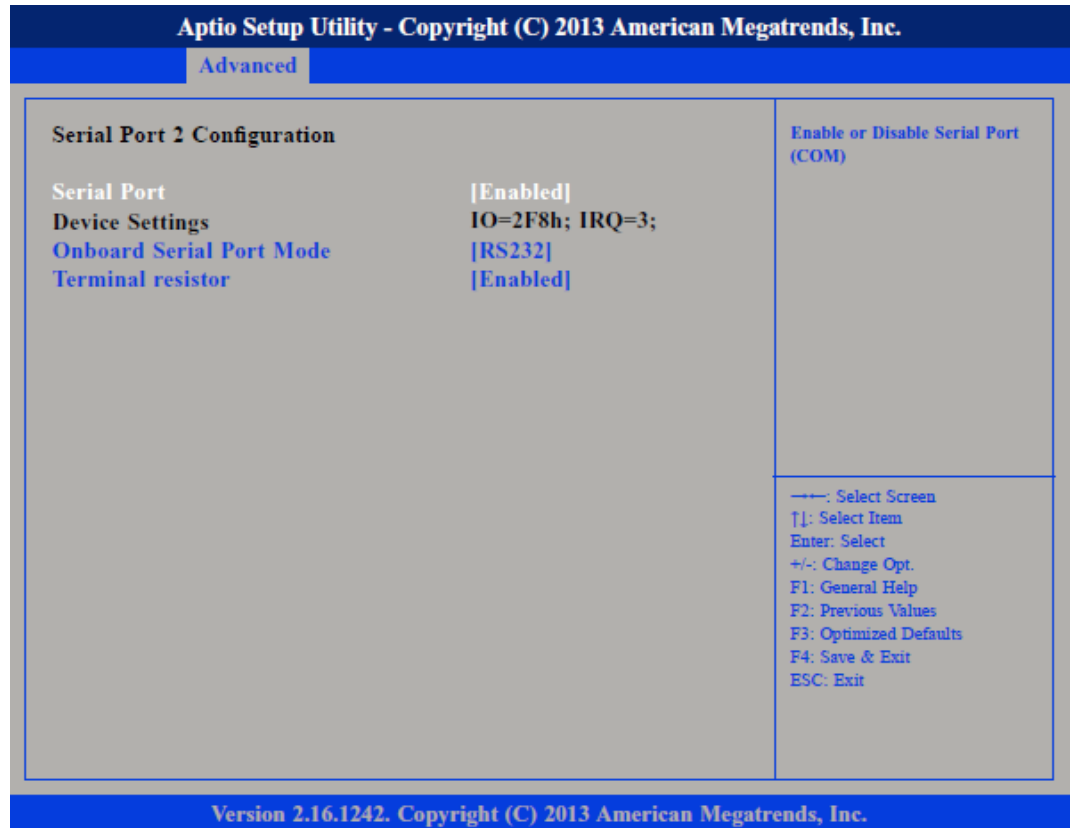 Aptio Setup Utility - Copyright (C) 2013 American Megatrends, Inc.
Advanced
Serial Port 2 Configuration
Serial Port [Enabled]
Device Settings IO=2F8h; IRQ=3;
Onboard Serial Port Mode [RS232]
Terminal resistor [Enabled]
Enable or Disable Serial Port
(COM)
→←: Select Screen
↑↓: Select Item
Enter: Select
+/-: Change Opt.
F1: General Help
F2: Previous Values
F3: Optimized Defaults
F4: Save & Exit
ESC: Exit
Version 2.16.1242. Copyright (C) 2013 American Megatrends, Inc.